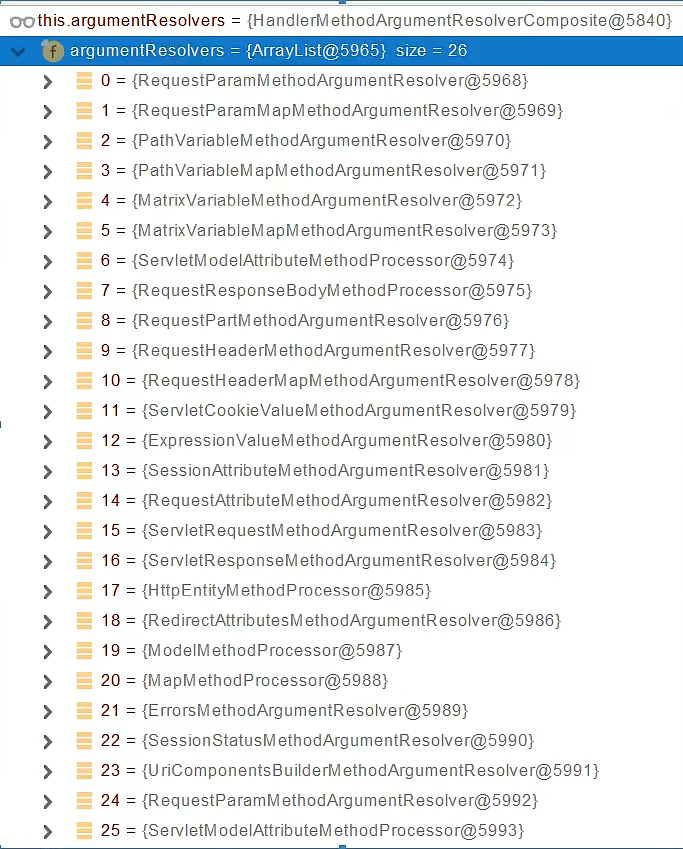 this.argumentResolvers = {HandlerMethodArgumentResolverComposite@5840}
f argumentResolvers = {ArrayList@5965} size = 26
0 = {RequestParamMethodArgumentResolver@5968}
1 = {RequestParamMapMethodArgumentResolver@5969}
2 = {PathVariableMethodArgumentResolver@5970}
3 = {PathVariableMapMethodArgumentResolver@5971}
4 = {MatrixVariableMethodArgumentResolver@5972}
5 = {MatrixVariableMapMethodArgumentResolver@5973}
6 = {ServletModelAttributeMethodProcessor@5974}
7 = {RequestResponseBodyMethodProcessor@5975}
8 = {RequestPartMethodArgumentResolver@5976}
9 = {RequestHeaderMethodArgumentResolver@5977}
10 = {RequestHeaderMapMethodArgumentResolver@5978}
11 = {ServletCookieValueMethodArgumentResolver@5979}
12 = {ExpressionValueMethodArgumentResolver@5980}
13 = {SessionAttributeMethodArgumentResolver@5981}
14 = {RequestAttributeMethodArgumentResolver@5982}
15 = {ServletRequestMethodArgumentResolver@5983}
16 = {ServletResponseMethodArgumentResolver@5984}
17 = {HttpEntityMethodProcessor@5985}
18 = {RedirectAttributesMethodArgumentResolver@5986}
19 = {ModelMethodProcessor@5987}
20 = {MapMethodProcessor@5988}
21 = {ErrorsMethodArgumentResolver@5989}
22 = {SessionStatusMethodArgumentResolver@5990}
23 = {UriComponentsBuilderMethodArgumentResolver@5991}
24 = {RequestParamMethodArgumentResolver@5992}
25 = {ServletModelAttributeMethodProcessor@5993}